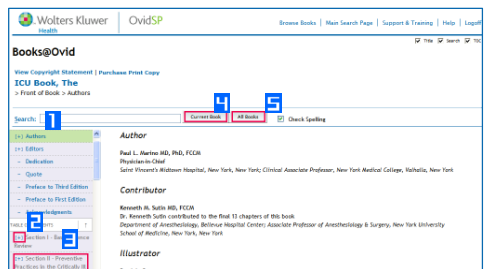 Wolters Kluwer
Health
OvidSP
Browse Books | Main Search Page | Support & Training | Help | Logoff
Title Search TOC
Books@Ovid
View Copyright Statement | Purchase Print Copy
ICU Book, The
> Front of Book > Authors
Search:
Current Book
All Books
Check Spelling
1
4
5
[+] Authors
[+] Editors
- Dedication
- Quote
- Preface to Third Edition
- Preface to First Edition
2
3
[+] Section I -
Review
[+] Section II - Preventive
Practices in the Critically Ill
Author
Paul L. Marino MD, PhD, FCCM
Physician-in-Chief
Saint Vincent's Midtown Hospital, New York, New York; Clinical Associate Professor, New York Medical College, Valhalla, New York
Contributor
Kenneth M. Sutin MD, FCCM
Dr. Kenneth Sutin contributed to the final 13 chapters of this book
Department of Anesthesiology, Bellevue Hospital Center; Associate Professor of Anesthesiology & Surgery, New York University
School of Medicine, New York, New York
Illustrator